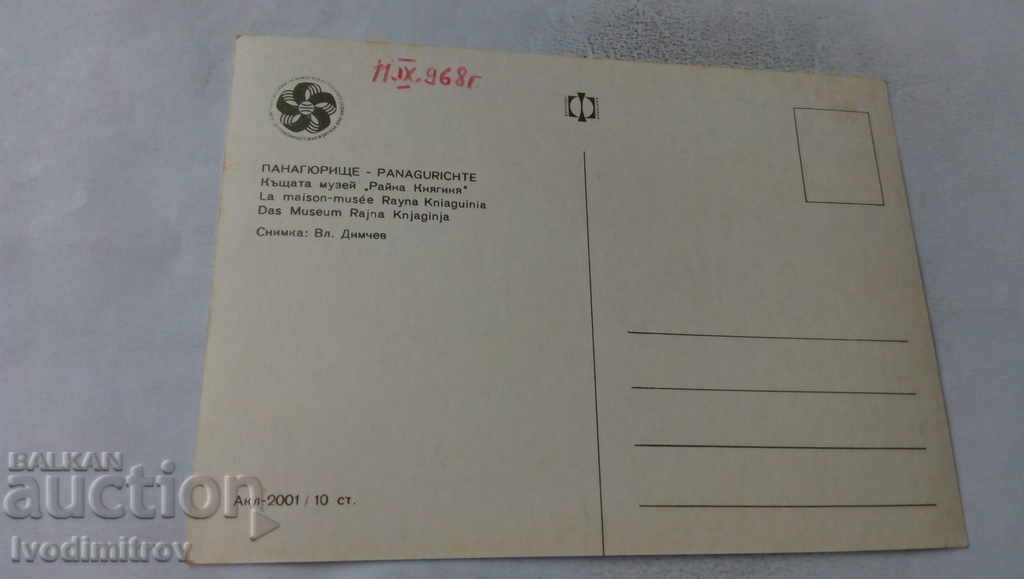 11.IX.968г
ПАНАГЮРИЩЕ - PANAGURICHTE
Къщата музей „Райна Княгиня"
La maison-musée Rayna Kniaguinia
Das Museum Rajna Knjaginja
Снимка: Вл. Димчев
Акл-2001 / 10 ст.
BALKAN
auction
Ivodimitrov